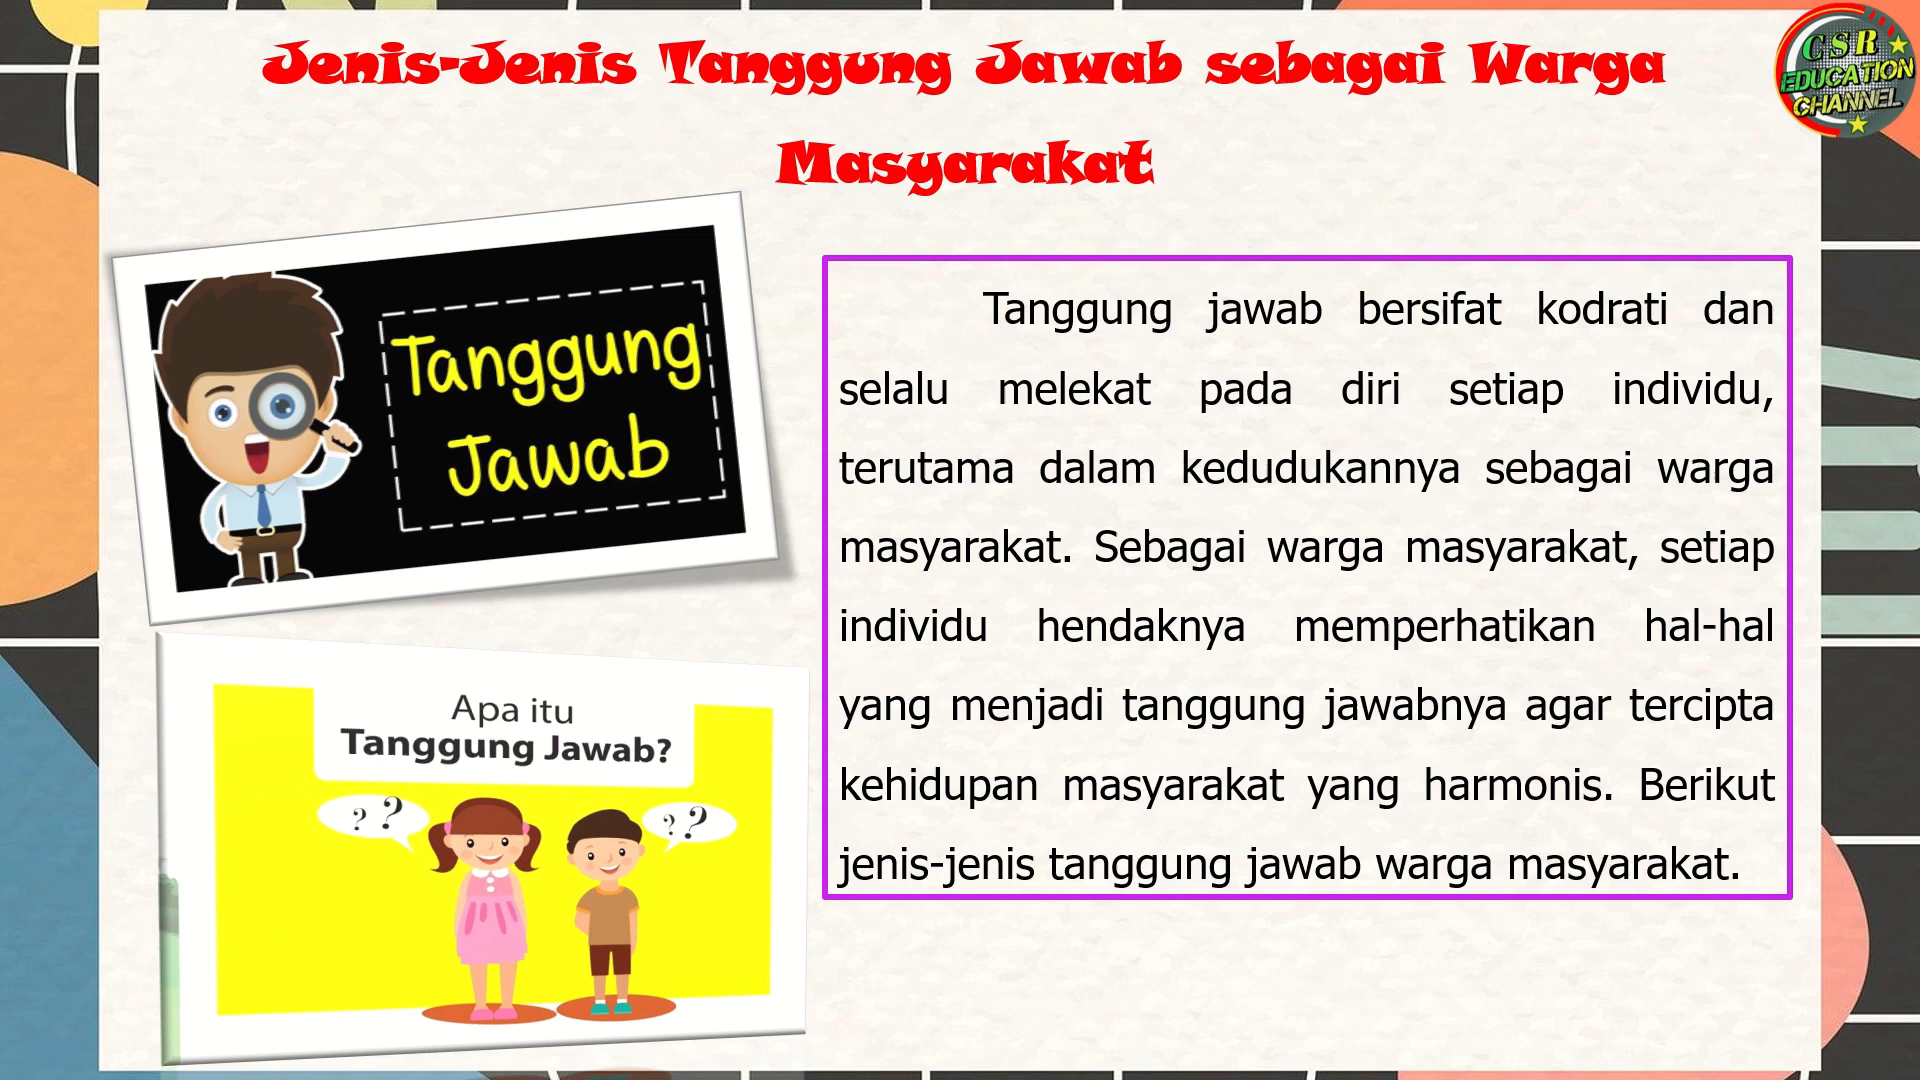 Jenis-Jenis Tanggung Jawab sebagai Warga
Masyarakat
CSR
EDUCATION
CHANNEL
Tanggung
Jawab
Tanggung jawab bersifat kodrati dan
selalu melekat pada diri setiap individu,
terutama dalam kedudukannya sebagai warga
masyarakat. Sebagai warga masyarakat, setiap
individu hendaknya memperhatikan hal-hal
yang menjadi tanggung jawabnya agar tercipta
kehidupan masyarakat yang harmonis. Berikut
jenis-jenis tanggung jawab warga masyarakat.
Apa itu
Tanggung Jawab?
? ?
? ?